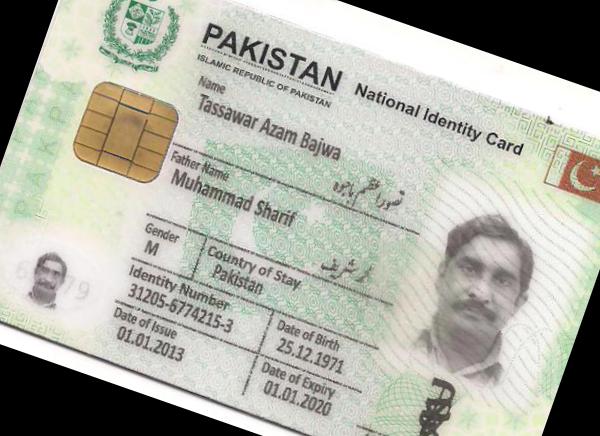 PAKISTAN National Identity Card
ISLAMIC REPUBLIC OF PAKISTAN
Name
Tassawar Azam Bajwa
تصور اعظم باجوہ
Father Name
Muhammad Sharif
محمد شریف
Gender
M
Country of Stay
Pakistan
Identity Number
31205-6774215-3
Date of Birth
25.12.1971
Date of Issue
01.01.2013
Date of Expiry
01.01.2020